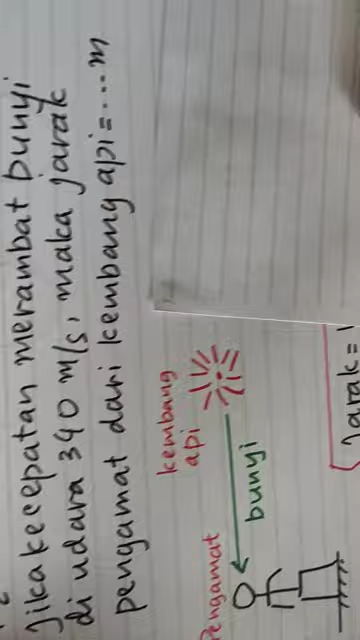 Jika kecepatan merambat bunyi
di udara 340 m/s, maka jarak
pengamat dari kembang api = ... m
kembang
api
Pengamat
bunyi
Jarak =